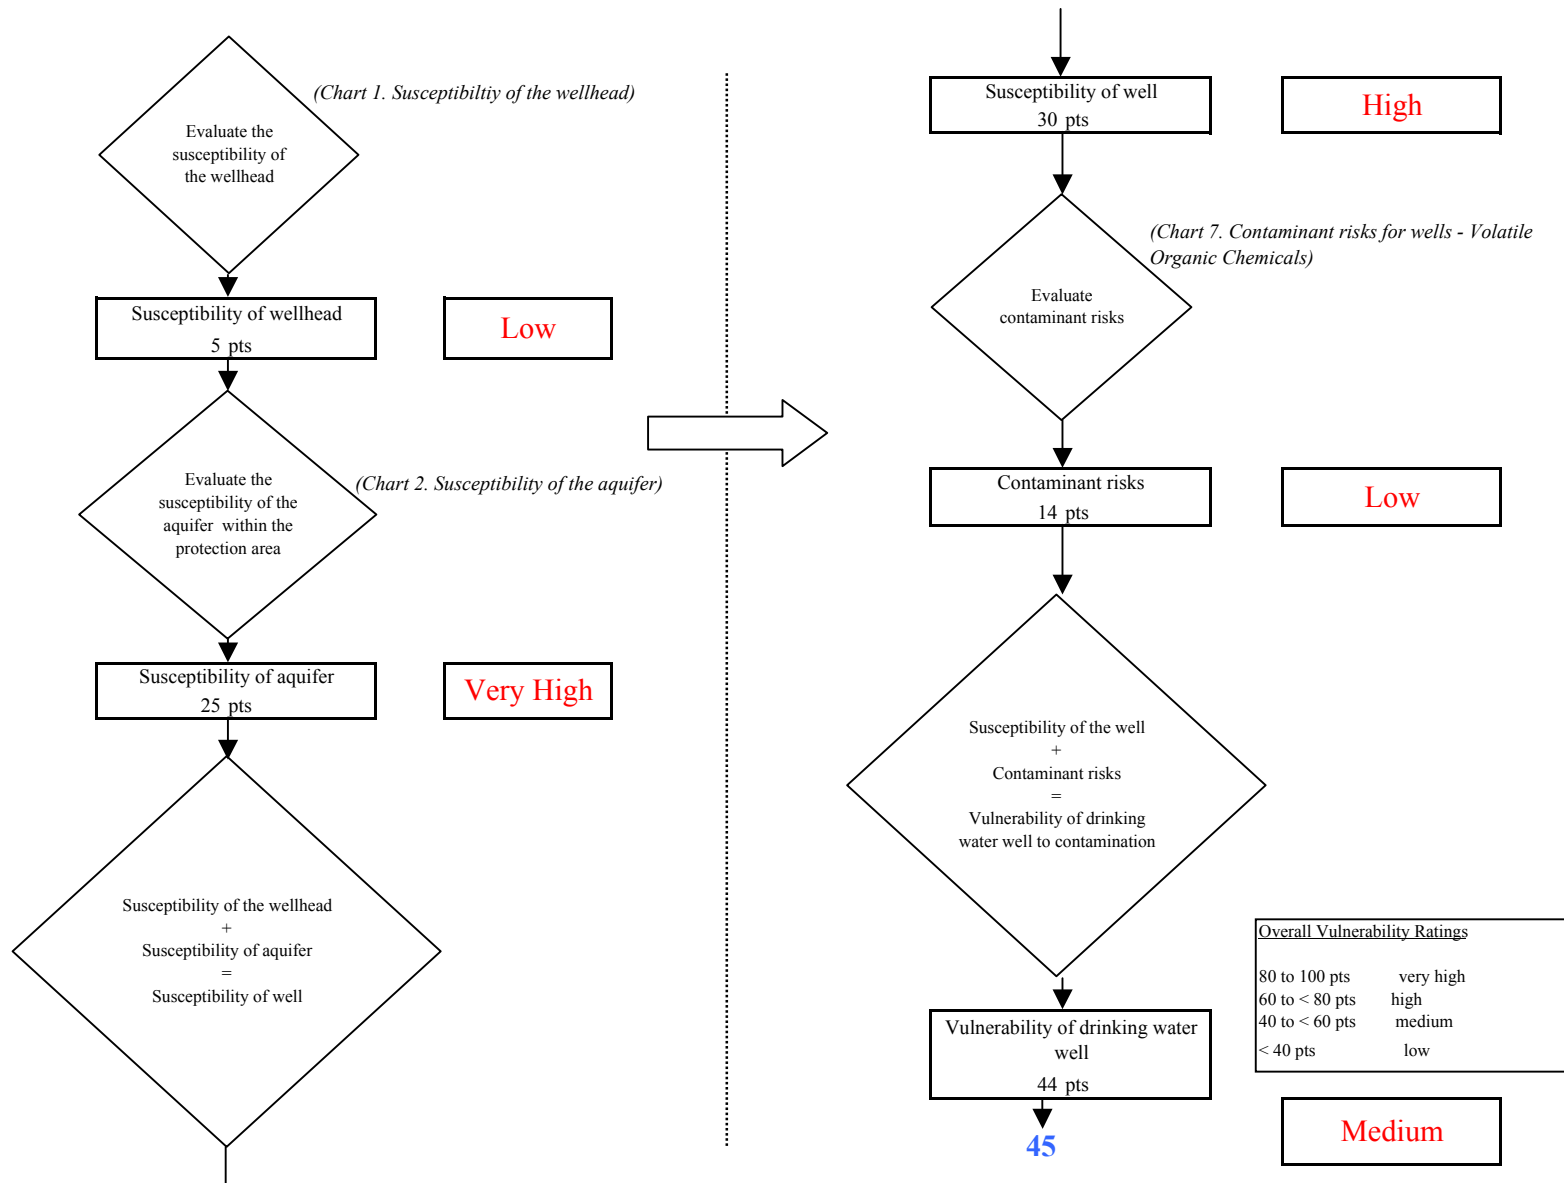 (Chart 1. Susceptibiltiy of the wellhead)
Evaluate the
susceptibility of
the wellhead
Susceptibility of wellhead
5 pts
Low
Evaluate the
susceptibility of the
aquifer within the
protection area
(Chart 2. Susceptibility of the aquifer)
Susceptibility of aquifer
25 pts
Very High
Susceptibility of the wellhead
+
Susceptibility of aquifer
=
Susceptibility of well
Susceptibility of well
30 pts
High
(Chart 7. Contaminant risks for wells - Volatile
Organic Chemicals)
Evaluate
contaminant risks
Contaminant risks
14 pts
Low
Susceptibility of the well
+
Contaminant risks
=
Vulnerability of drinking
water well to contamination
Overall Vulnerability Ratings
80 to 100 pts very high
60 to < 80 pts high
40 to < 60 pts medium
< 40 pts low
Vulnerability of drinking water
well
44 pts
45
Medium